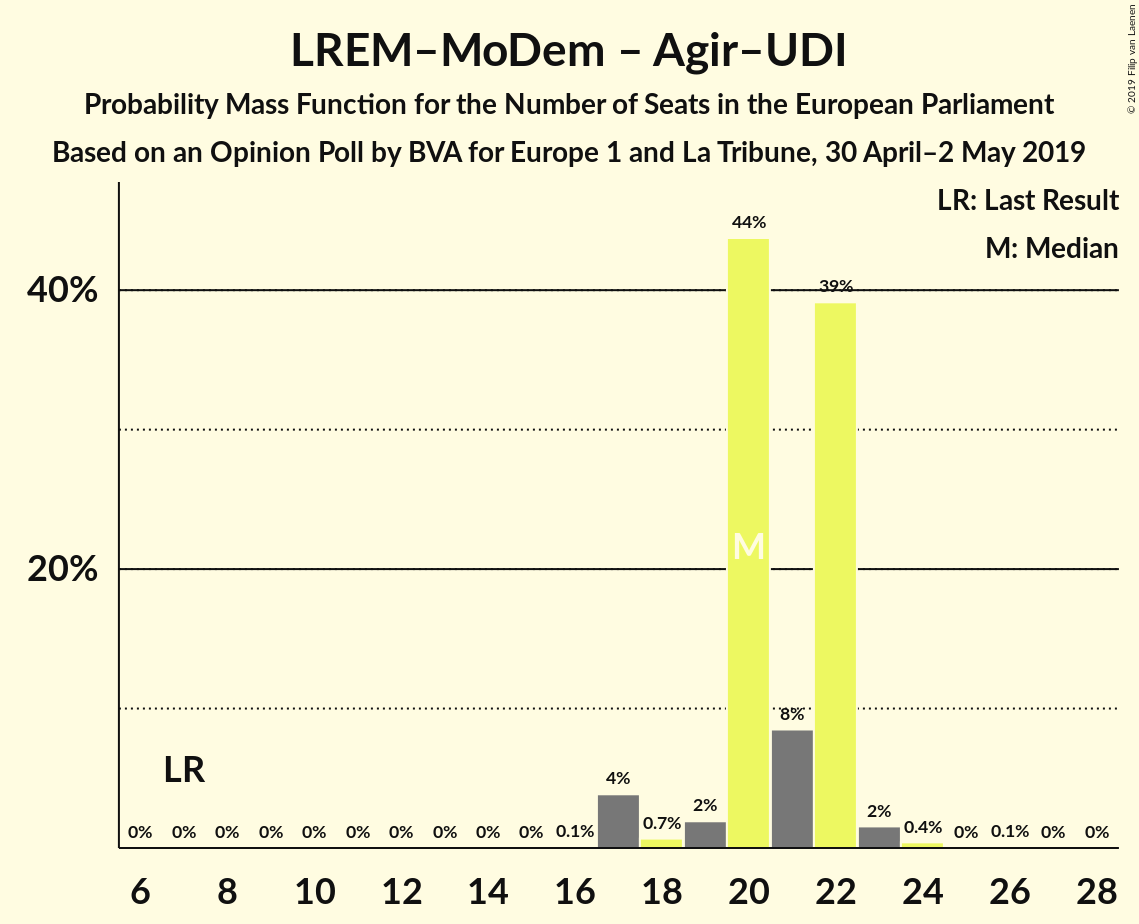 LREM–MoDem – Agir–UDI
Probability Mass Function for the Number of Seats in the European Parliament
Based on an Opinion Poll by BVA for Europe 1 and La Tribune, 30 April–2 May 2019
© 2019 Filip van Laenen
LR: Last Result
M: Median
40%
20%
44%
39%
M
8%
LR
4%
2%
0.7%
2%
0.4%
0% 0% 0% 0% 0% 0% 0% 0% 0% 0% 0.1% 0% 0.1% 0% 0%
6 8 10 12 14 16 18 20 22 24 26 28